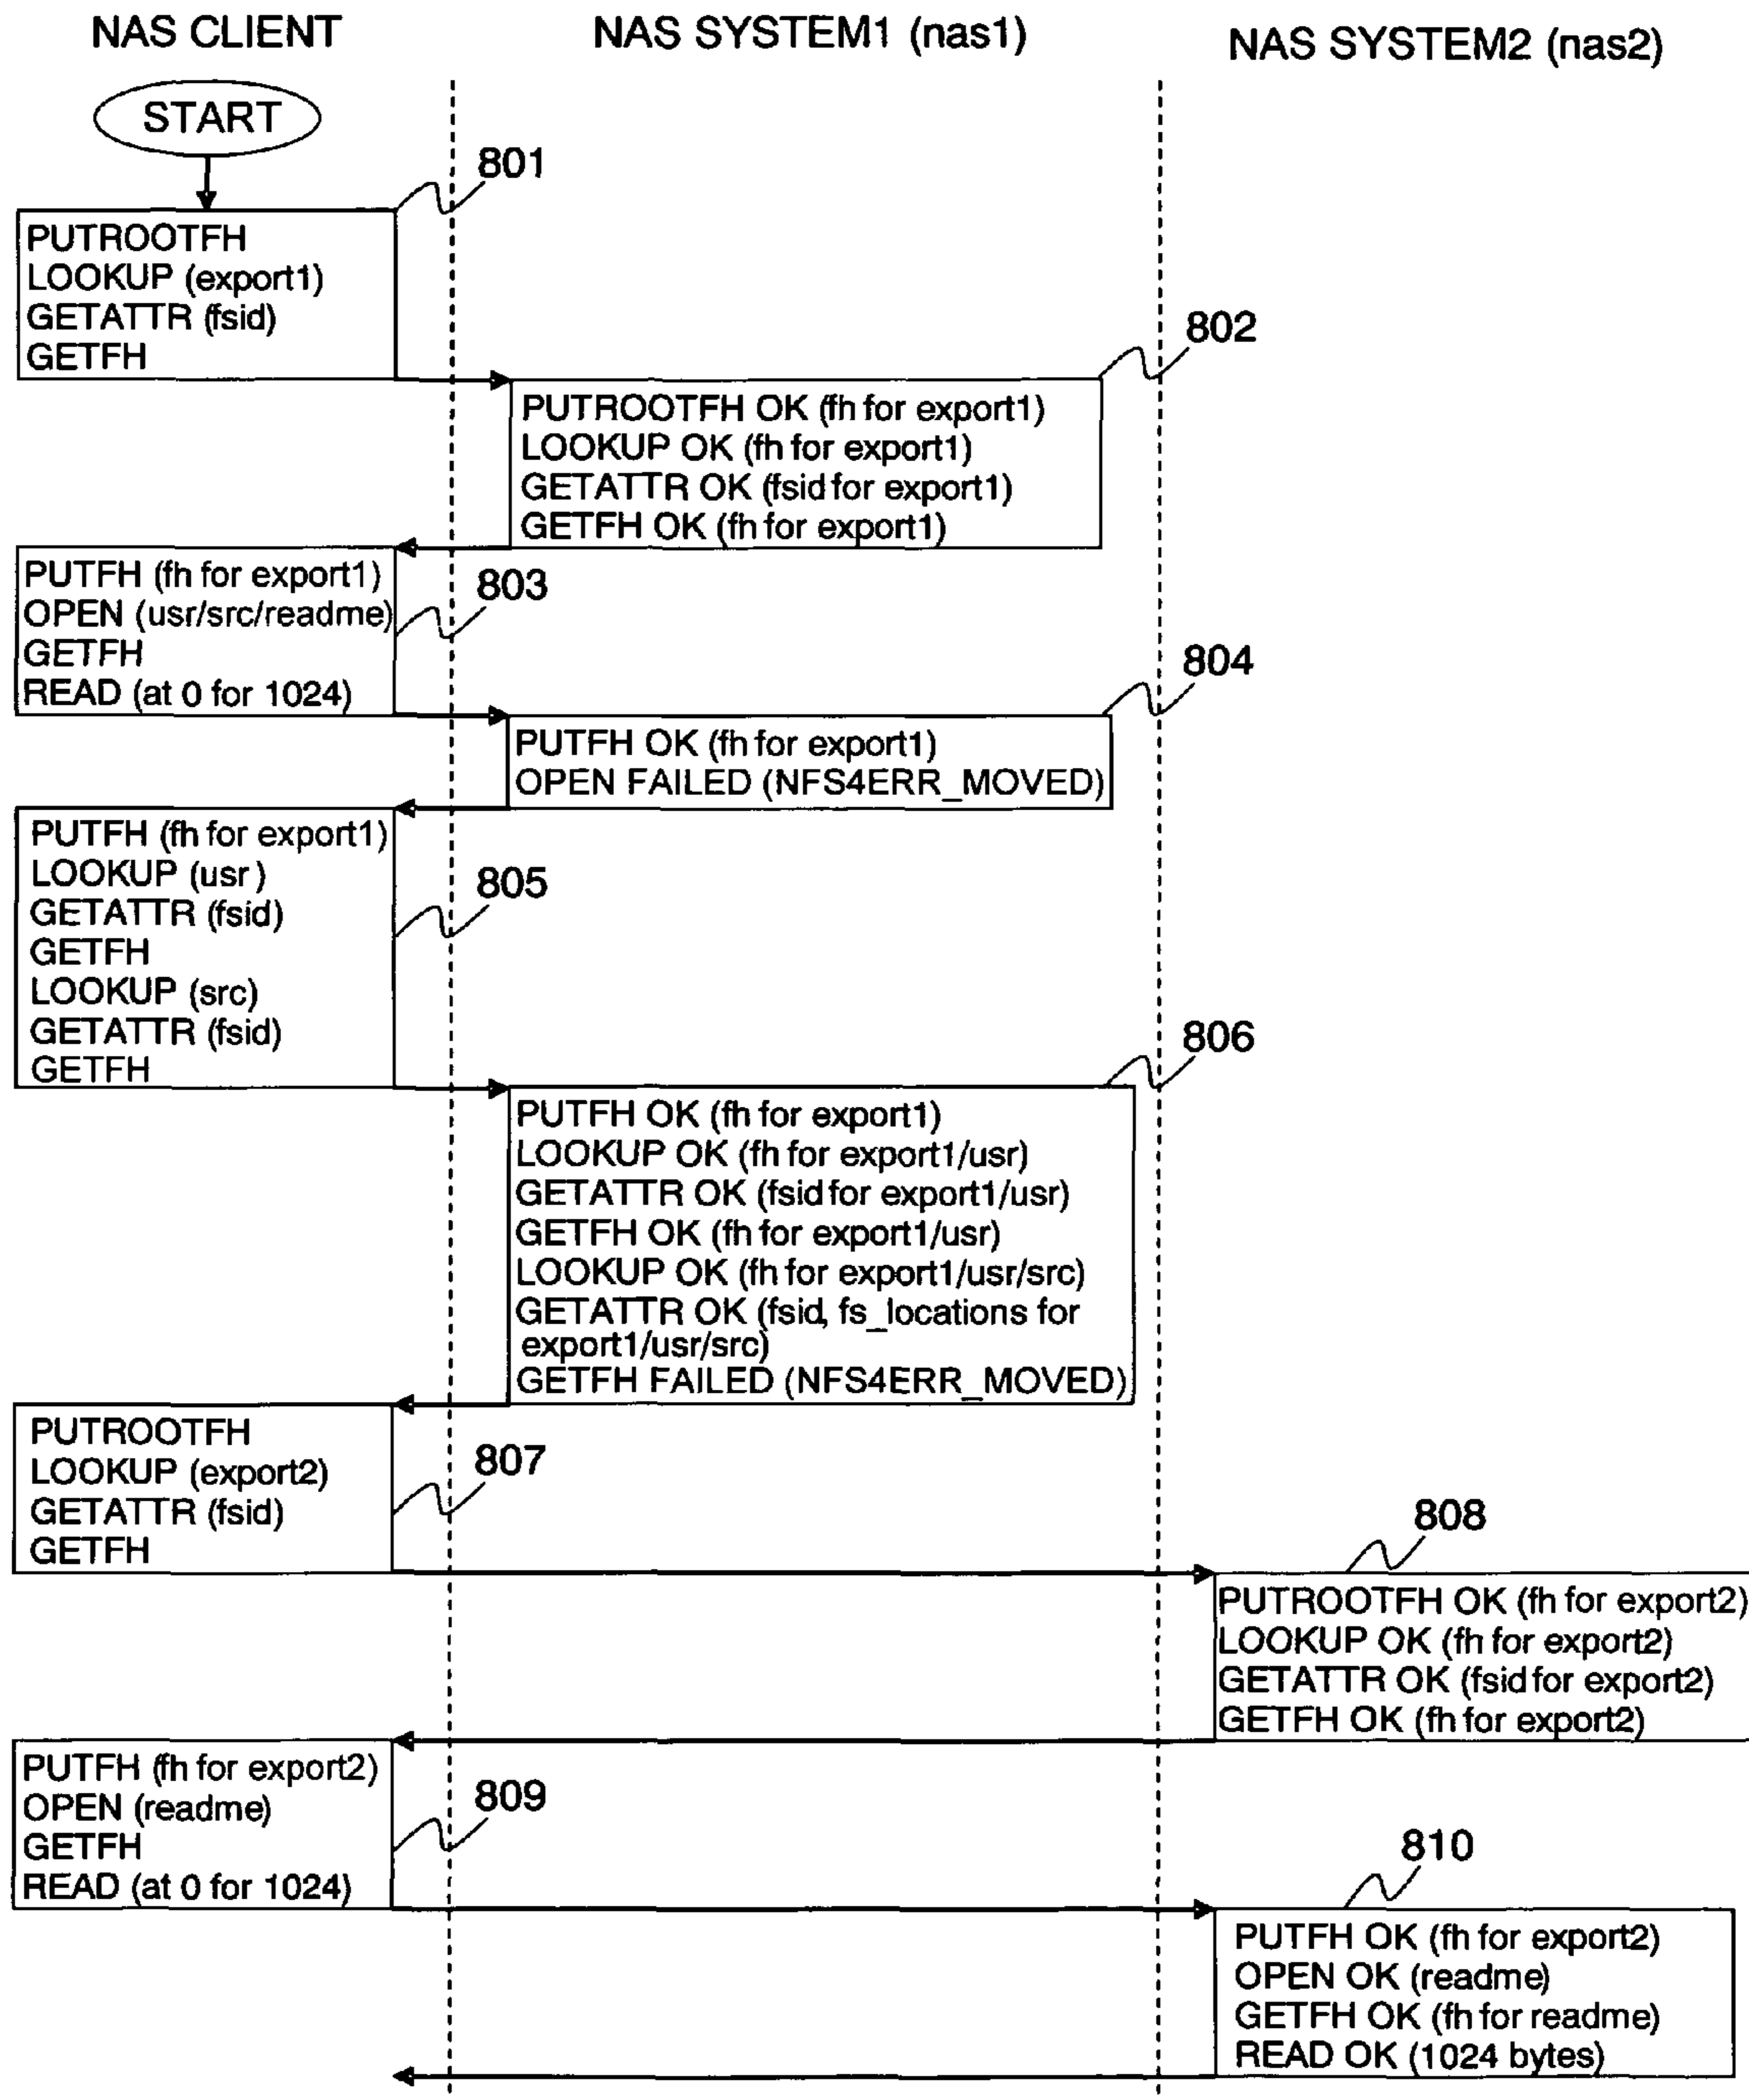 NAS CLIENT
NAS SYSTEM1 (nas1)
NAS SYSTEM2 (nas2)
START
801
PUTROOTFH
LOOKUP (export1)
GETATTR (fsid)
GETFH
802
PUTROOTFH OK (fh for export1)
LOOKUP OK (fh for export1)
GETATTR OK (fsid for export1)
GETFH OK (fh for export1)
PUTFH (fh for export1)
OPEN (usr/src/readme)
GETFH
READ (at 0 for 1024)
803
804
PUTFH OK (fh for export1)
OPEN FAILED (NFS4ERR_MOVED)
PUTFH (fh for export1)
LOOKUP (usr)
GETATTR (fsid)
GETFH
LOOKUP (src)
GETATTR (fsid)
GETFH
805
806
PUTFH OK (fh for export1)
LOOKUP OK (fh for export1/usr)
GETATTR OK (fsid for export1/usr)
GETFH OK (fh for export1/usr)
LOOKUP OK (fh for export1/usr/src)
GETATTR OK (fsid, fs_locations for
export1/usr/src)
GETFH FAILED (NFS4ERR_MOVED)
PUTROOTFH
LOOKUP (export2)
GETATTR (fsid)
GETFH
807
808
PUTROOTFH OK (fh for export2)
LOOKUP OK (fh for export2)
GETATTR OK (fsid for export2)
GETFH OK (fh for export2)
PUTFH (fh for export2)
OPEN (readme)
GETFH
READ (at 0 for 1024)
809
810
PUTFH OK (fh for export2)
OPEN OK (readme)
GETFH OK (fh for readme)
READ OK (1024 bytes)